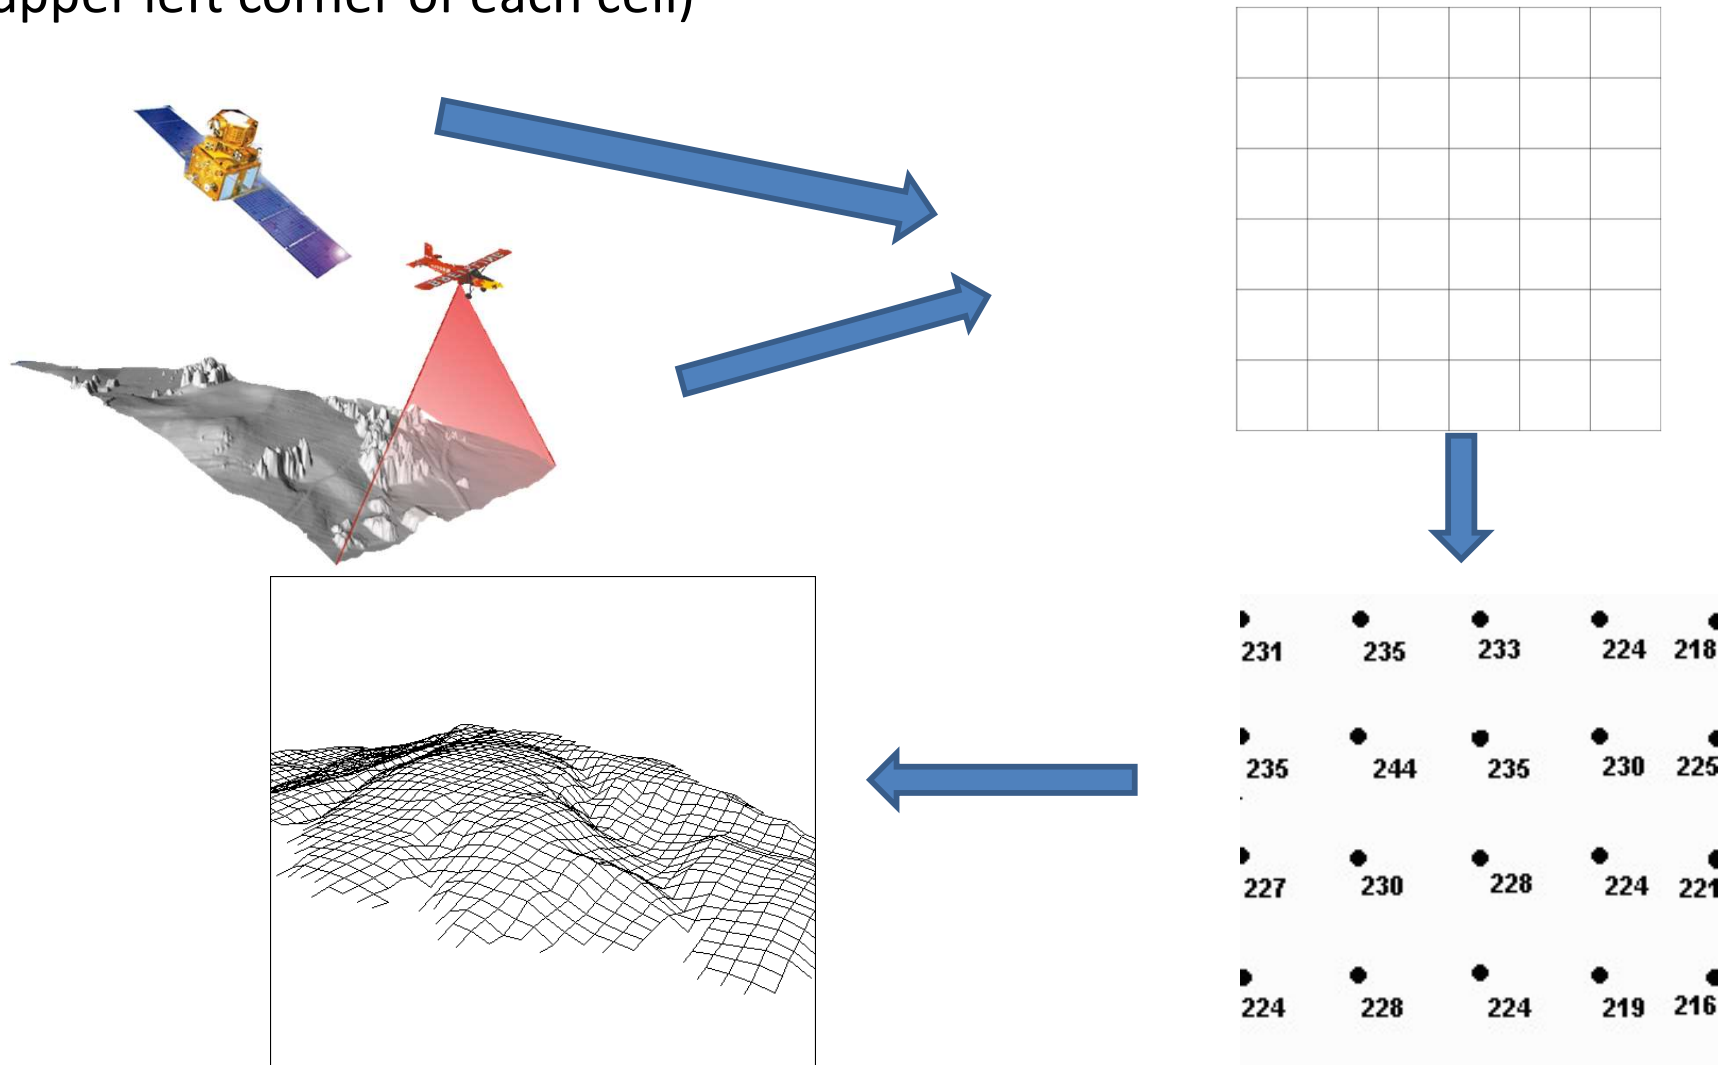 upper left corner of each cell)
231 235 233 224 218
235 244 235 230 225
227 230 228 224 221
224 228 224 219 216